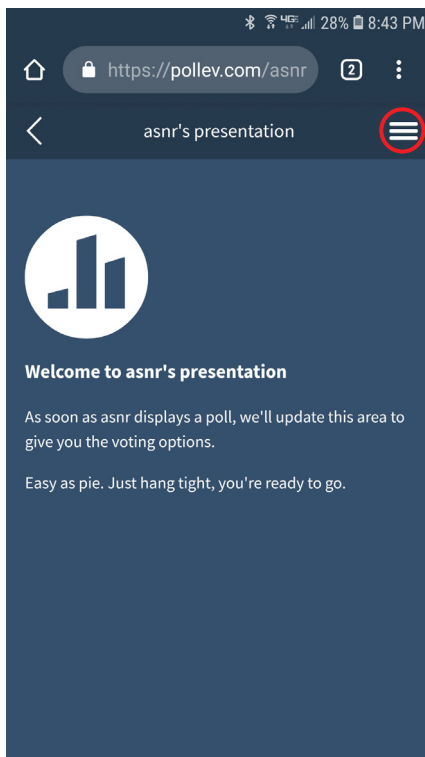 4GE 28% 8:43 PM
https://pollev.com/asnr 2
asnr's presentation
Welcome to asnr's presentation
As soon as asnr displays a poll, we'll update this area to
give you the voting options.
Easy as pie. Just hang tight, you're ready to go.